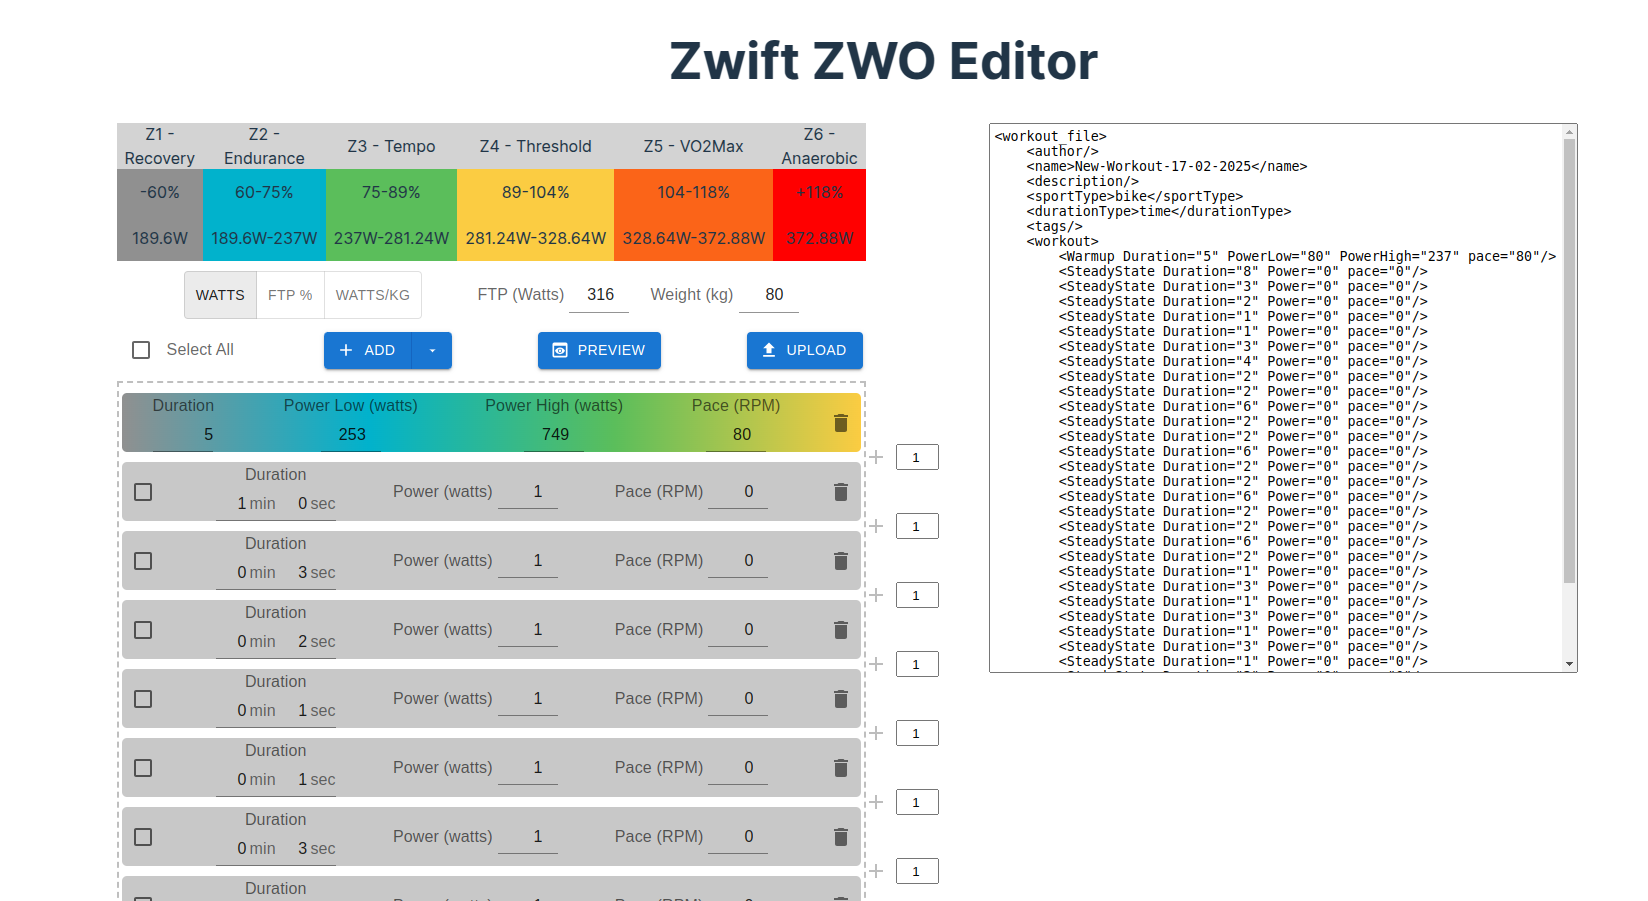 Zwift ZWO Editor
Z1 - Recovery
Z2 - Endurance
Z3 - Tempo
Z4 - Threshold
Z5 - VO2Max
Z6 - Anaerobic
-60% 60-75% 75-89% 89-104% 104-118% +118%
189.6W 189.6W-237W 237W-281.24W 281.24W-328.64W 328.64W-372.88W 372.88W
WATTS FTP % WATTS/KG FTP (Watts) 316 Weight (kg) 80
Select All ADD PREVIEW UPLOAD
Duration Power Low (watts) Power High (watts) Pace (RPM)
5 253 749 80
1
Duration
1 min 0 sec Power (watts) 1 Pace (RPM) 0
1
Duration
0 min 3 sec Power (watts) 1 Pace (RPM) 0
1
Duration
0 min 2 sec Power (watts) 1 Pace (RPM) 0
1
Duration
0 min 1 sec Power (watts) 1 Pace (RPM) 0
1
Duration
0 min 1 sec Power (watts) 1 Pace (RPM) 0
1
Duration
0 min 3 sec Power (watts) 1 Pace (RPM) 0
1
Duration
<workout_file>
<author/>
<name>New-Workout-17-02-2025</name>
<description/>
<sportType>bike</sportType>
<durationType>time</durationType>
<tags/>
<workout>
<Warmup Duration="5" PowerLow="80" PowerHigh="237" pace="80"/>
<SteadyState Duration="8" Power="0" pace="0"/>
<SteadyState Duration="3" Power="0" pace="0"/>
<SteadyState Duration="2" Power="0" pace="0"/>
<SteadyState Duration="1" Power="0" pace="0"/>
<SteadyState Duration="1" Power="0" pace="0"/>
<SteadyState Duration="3" Power="0" pace="0"/>
<SteadyState Duration="4" Power="0" pace="0"/>
<SteadyState Duration="2" Power="0" pace="0"/>
<SteadyState Duration="2" Power="0" pace="0"/>
<SteadyState Duration="6" Power="0" pace="0"/>
<SteadyState Duration="2" Power="0" pace="0"/>
<SteadyState Duration="2" Power="0" pace="0"/>
<SteadyState Duration="6" Power="0" pace="0"/>
<SteadyState Duration="2" Power="0" pace="0"/>
<SteadyState Duration="2" Power="0" pace="0"/>
<SteadyState Duration="6" Power="0" pace="0"/>
<SteadyState Duration="2" Power="0" pace="0"/>
<SteadyState Duration="2" Power="0" pace="0"/>
<SteadyState Duration="6" Power="0" pace="0"/>
<SteadyState Duration="2" Power="0" pace="0"/>
<SteadyState Duration="1" Power="0" pace="0"/>
<SteadyState Duration="3" Power="0" pace="0"/>
<SteadyState Duration="1" Power="0" pace="0"/>
<SteadyState Duration="3" Power="0" pace="0"/>
<SteadyState Duration="1" Power="0" pace="0"/>
<SteadyState Duration="3" Power="0" pace="0"/>
<SteadyState Duration="1" Power="0" pace="0"/>